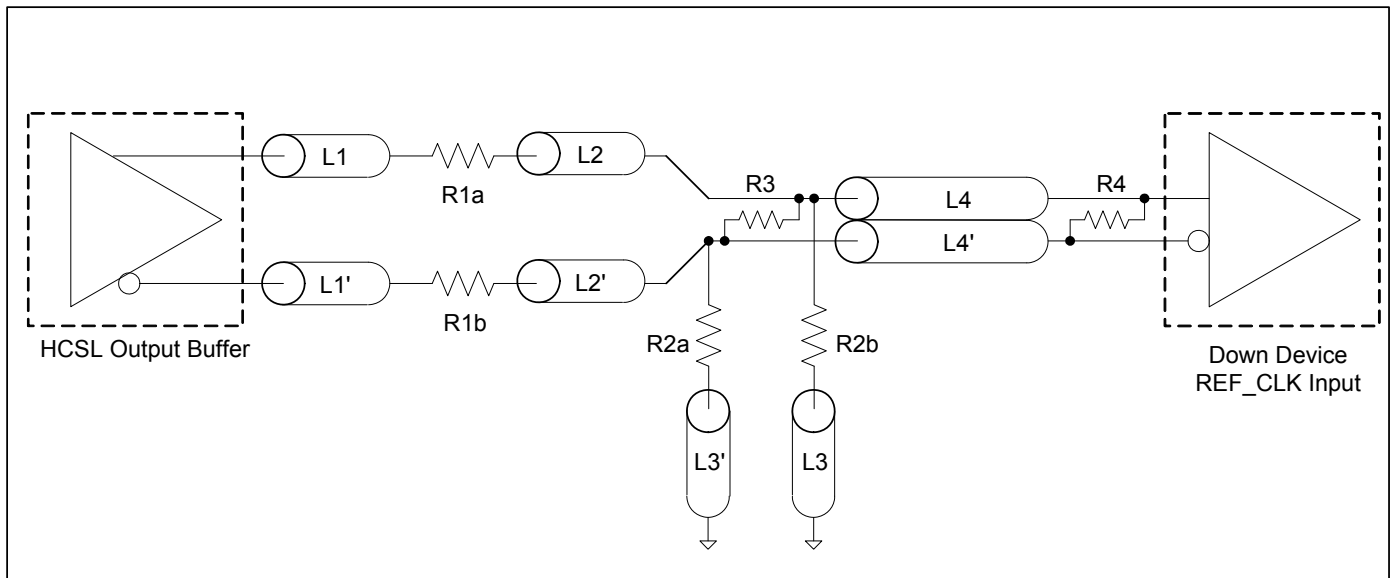 L1
R1a
L2
R3
L4
R4
L4'
L1'
R1b
L2'
HCSL Output Buffer
R2a
R2b
Down Device
REF_CLK Input
L3'
L3